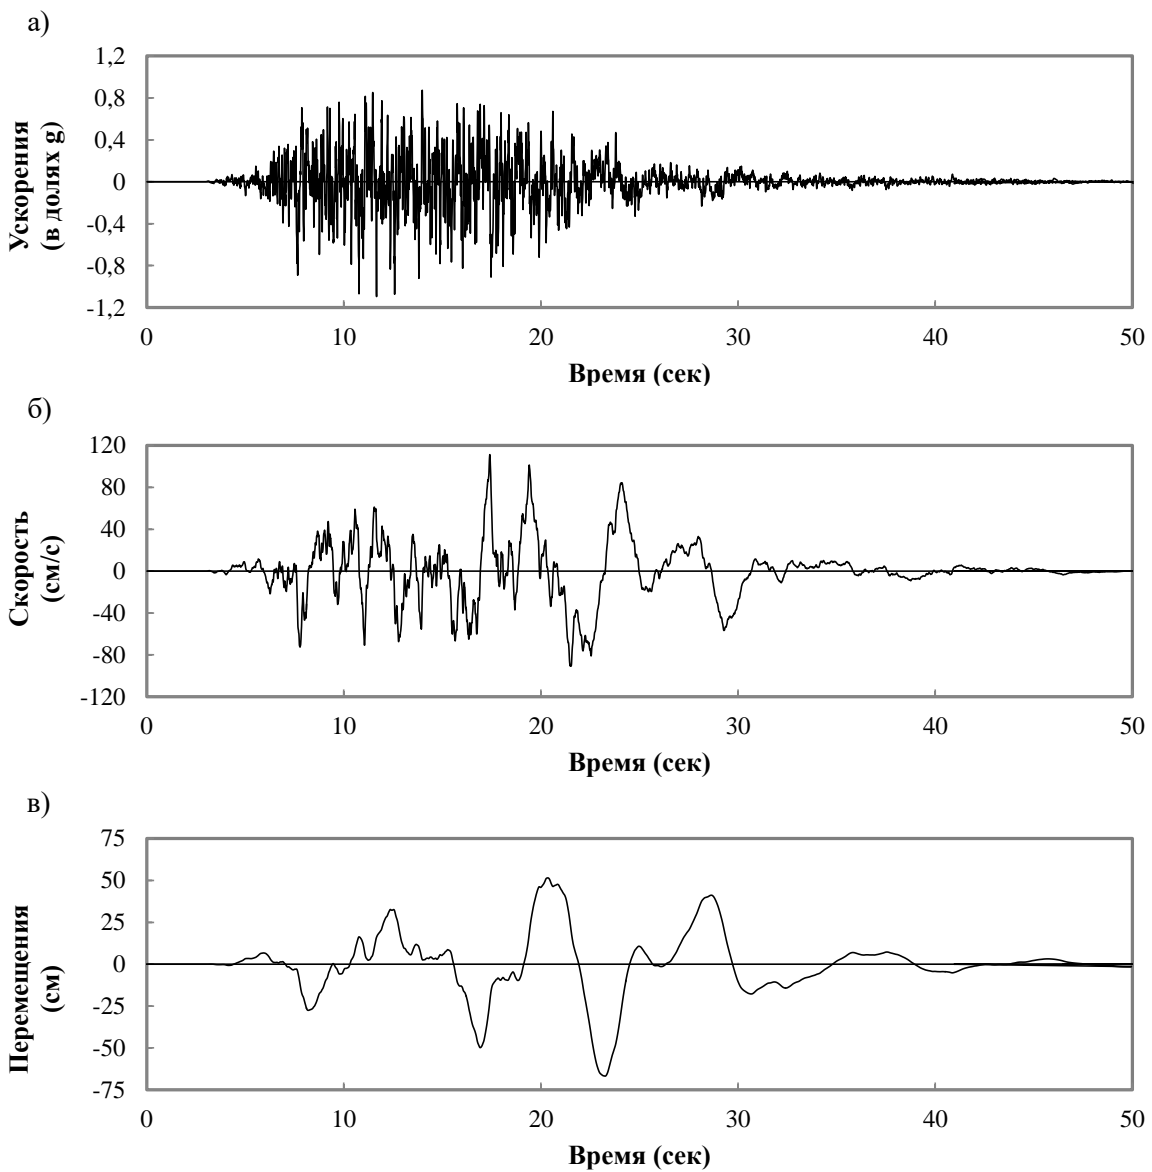 а)
1,2
0,8
0,4
0
-0,4
-0,8
-1,2
Ускорения
(в долях g)
0 10 20 30 40 50
Время (сек)
б)
120
80
40
0
-40
-80
-120
Скорость
(см/с)
0 10 20 30 40 50
Время (сек)
в)
75
50
25
0
-25
-50
-75
Перемещения
(см)
0 10 20 30 40 50
Время (сек)